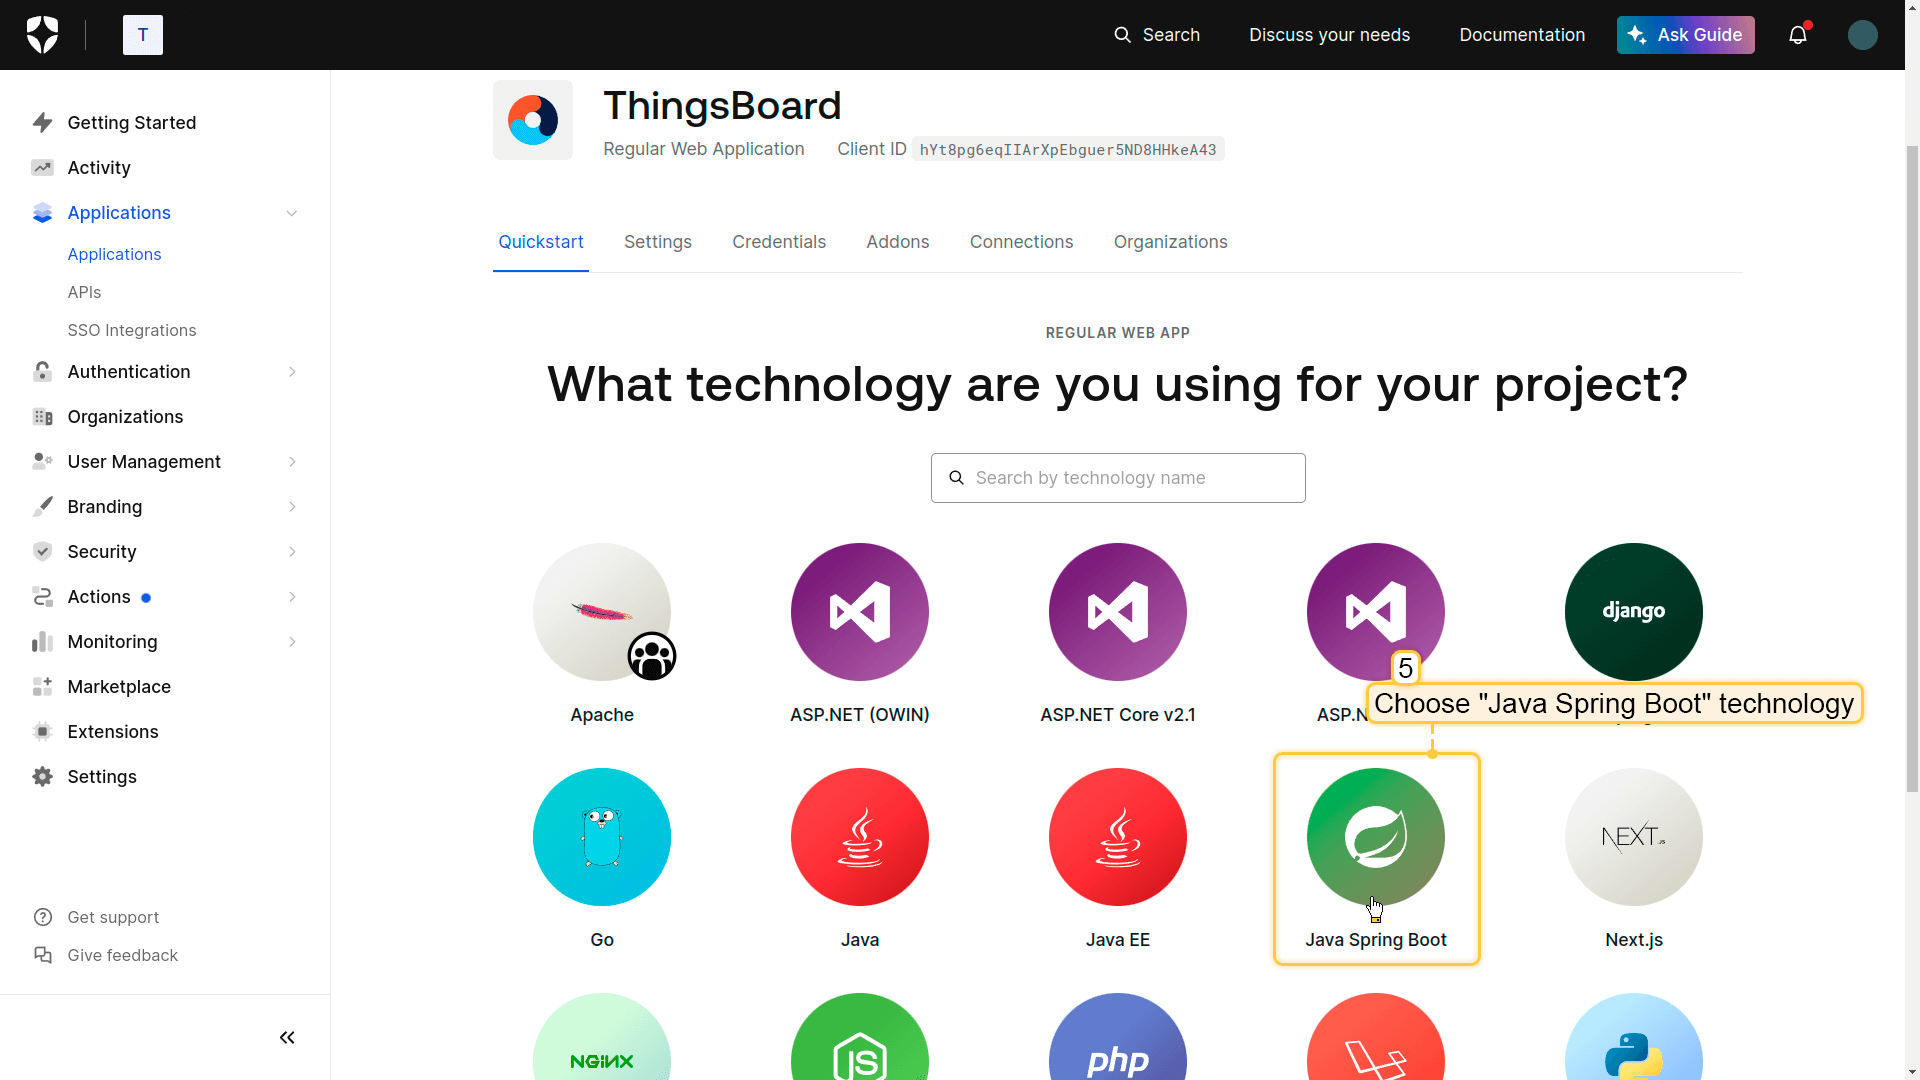 T
Search
Discuss your needs
Documentation
Ask Guide
Getting Started
Activity
Applications
Applications
APIs
SSO Integrations
Authentication
Organizations
User Management
Branding
Security
Actions
Monitoring
Marketplace
Extensions
Settings
Get support
Give feedback
ThingsBoard
Regular Web Application
Client ID hYt8pg6eqIIArXpEbguer5ND8HHkeA43
Quickstart
Settings
Credentials
Addons
Connections
Organizations
REGULAR WEB APP
What technology are you using for your project?
Search by technology name
django
Apache
ASP.NET (OWIN)
ASP.NET Core v2.1
5
Choose "Java Spring Boot" technology
NEXT.JS
Go
Java
Java EE
Java Spring Boot
Next.js
NGINX
JS
php